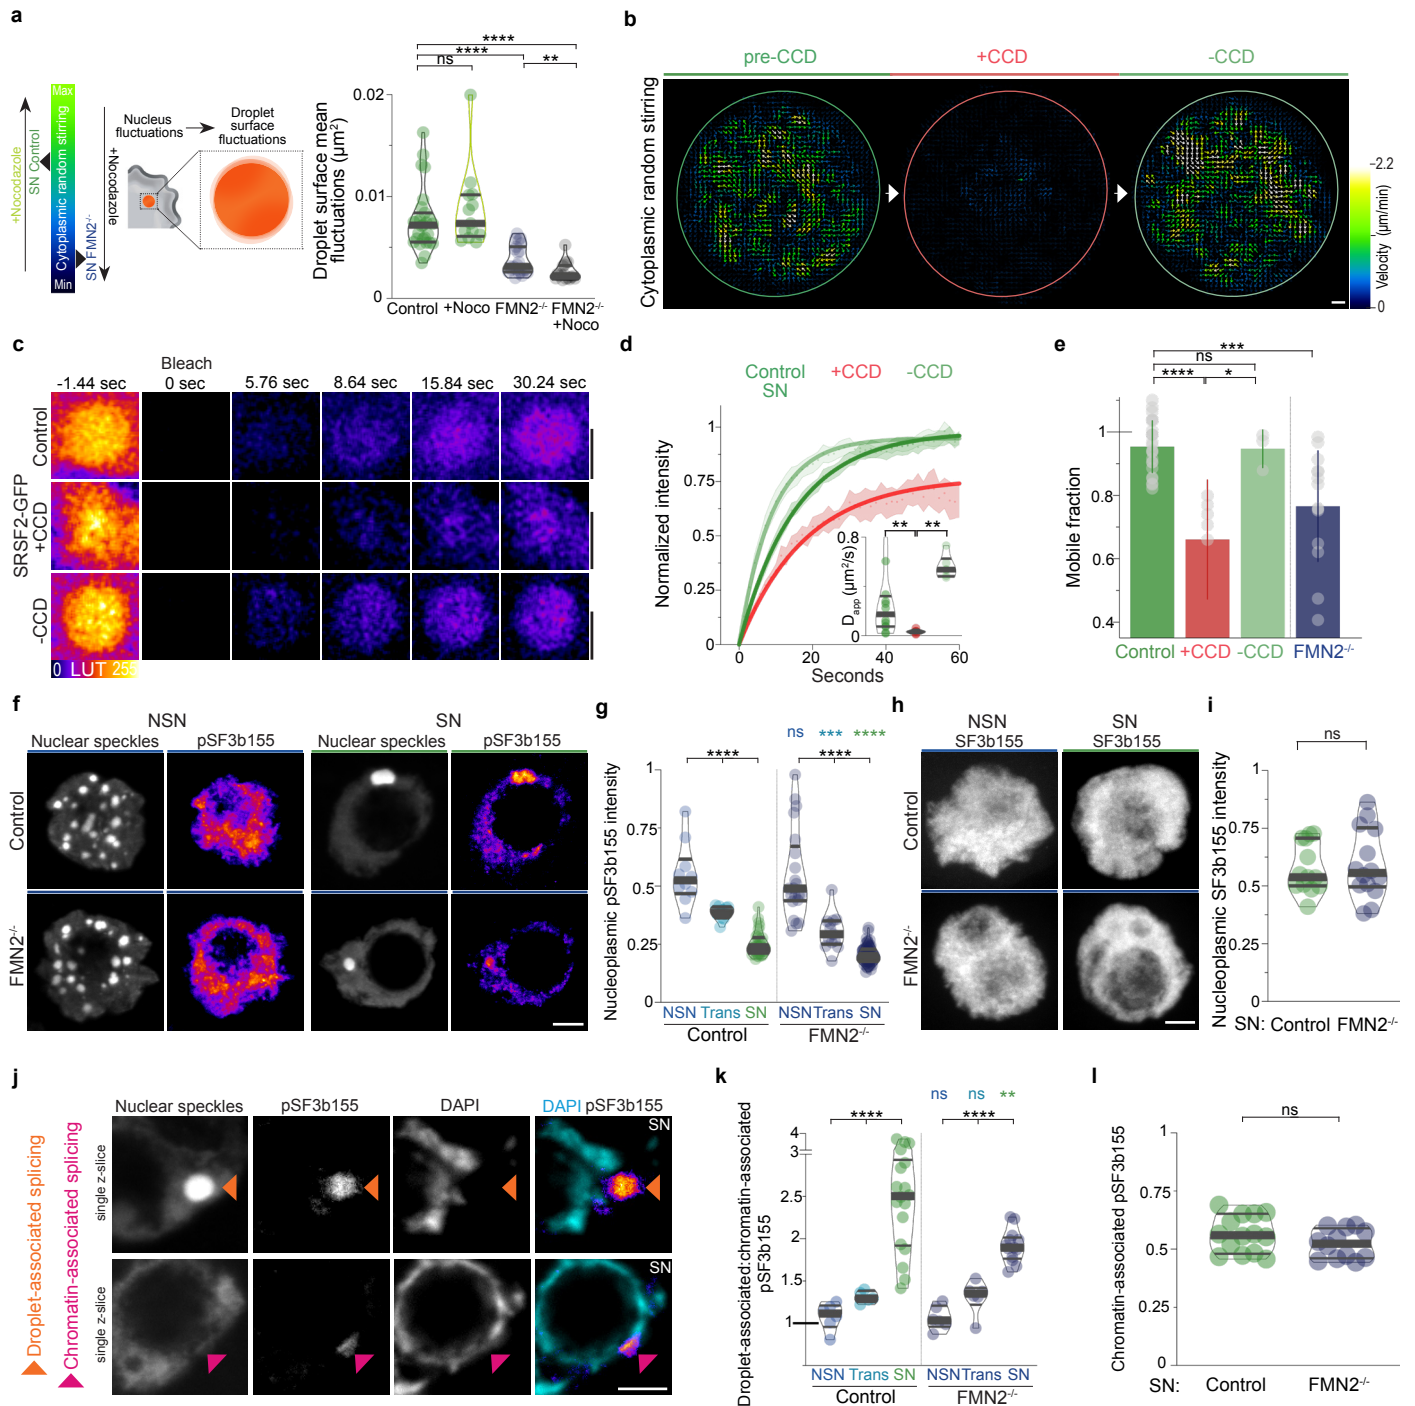 a
+Nocodazole
SN Control
Max
Cytoplasmic random stirring
Min
+Nocodazole
SN FMN2-/-
Nucleus
fluctuations
Droplet
surface
fluctuations
Droplet surface mean
fluctuations (µm²)
0.02
0.01
0
****
****
ns
**
Control
+Noco
FMN2-/-
FMN2-/-
+Noco
b
pre-CCD
+CCD
-CCD
Cytoplasmic random stirring
2.2
Velocity (µm/min)
0
c
Bleach
-1.44 sec
0 sec
5.76 sec
8.64 sec
15.84 sec
30.24 sec
SRSF2-GFP
Control
+CCD
-CCD
0 LUT 255
d
Control
SN
+CCD
-CCD
Normalized intensity
1
0.75
0.5
0.25
0
0
20
40
60
Seconds
Dapp (µm²/s)
0.8
0
**
**
e
***
ns
****
*
Mobile fraction
1
0.8
0.6
0.4
Control
+CCD
-CCD
FMN2-/-
f
NSN
SN
Nuclear speckles
pSF3b155
Nuclear speckles
pSF3b155
Control
FMN2-/-
g
ns
***
****
****
****
Nucleoplasmic pSF3b155 intensity
1
0.75
0.5
0.25
0
NSN Trans SN
NSN Trans SN
Control
FMN2-/-
h
NSN
SF3b155
SN
SF3b155
Control
FMN2-/-
i
ns
Nucleoplasmic SF3b155 intensity
1
0.75
0.5
0.25
0
SN: Control FMN2-/-
j
Droplet-associated splicing
Chromatin-associated splicing
Nuclear speckles
pSF3b155
DAPI
DAPI pSF3b155
single z-slice
SN
single z-slice
SN
k
ns
ns
**
****
****
Droplet-associated:chromatin-associated
pSF3b155
4
3
2.5
2
1.5
1
NSN Trans SN
NSN Trans SN
Control
FMN2-/-
l
ns
Chromatin-associated pSF3b155
1
0.75
0.5
0.25
0
SN: Control FMN2-/-